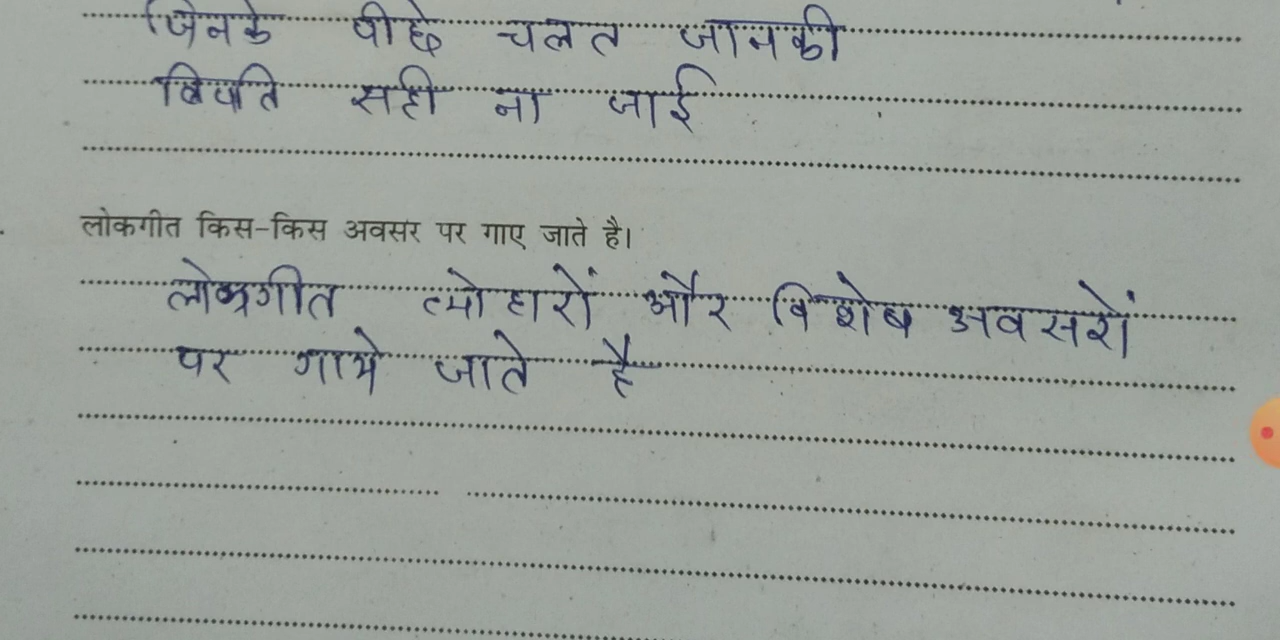 जिनके पीछे चलत जानकी
बिपति सही ना जाई
लोकगीत किस-किस अवसर पर गाए जाते है।
लोकगीत त्योहारों और विशेष अवसरों
पर गाये जाते है